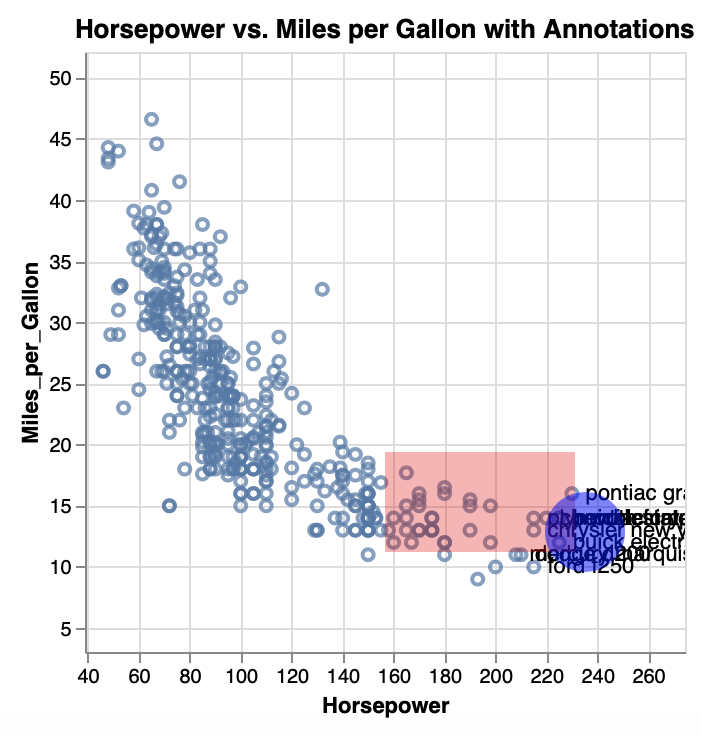 Horsepower vs. Miles per Gallon with Annotations
50
45
40
35
30
25
20
15
10
5
Miles_per_Gallon
pontiac gra
chrysler new y
buick electr
ford f250
40 60 80 100 120 140 160 180 200 220 240 260
Horsepower